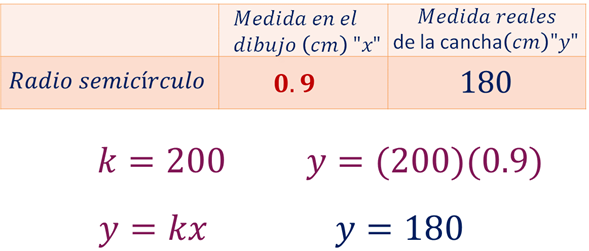 Medida en el dibujo (cm) "x"
Medida reales de la cancha(cm)"y"
Radio semicírculo 0.9 180
k = 200 y = (200)(0.9)
y = kx y = 180